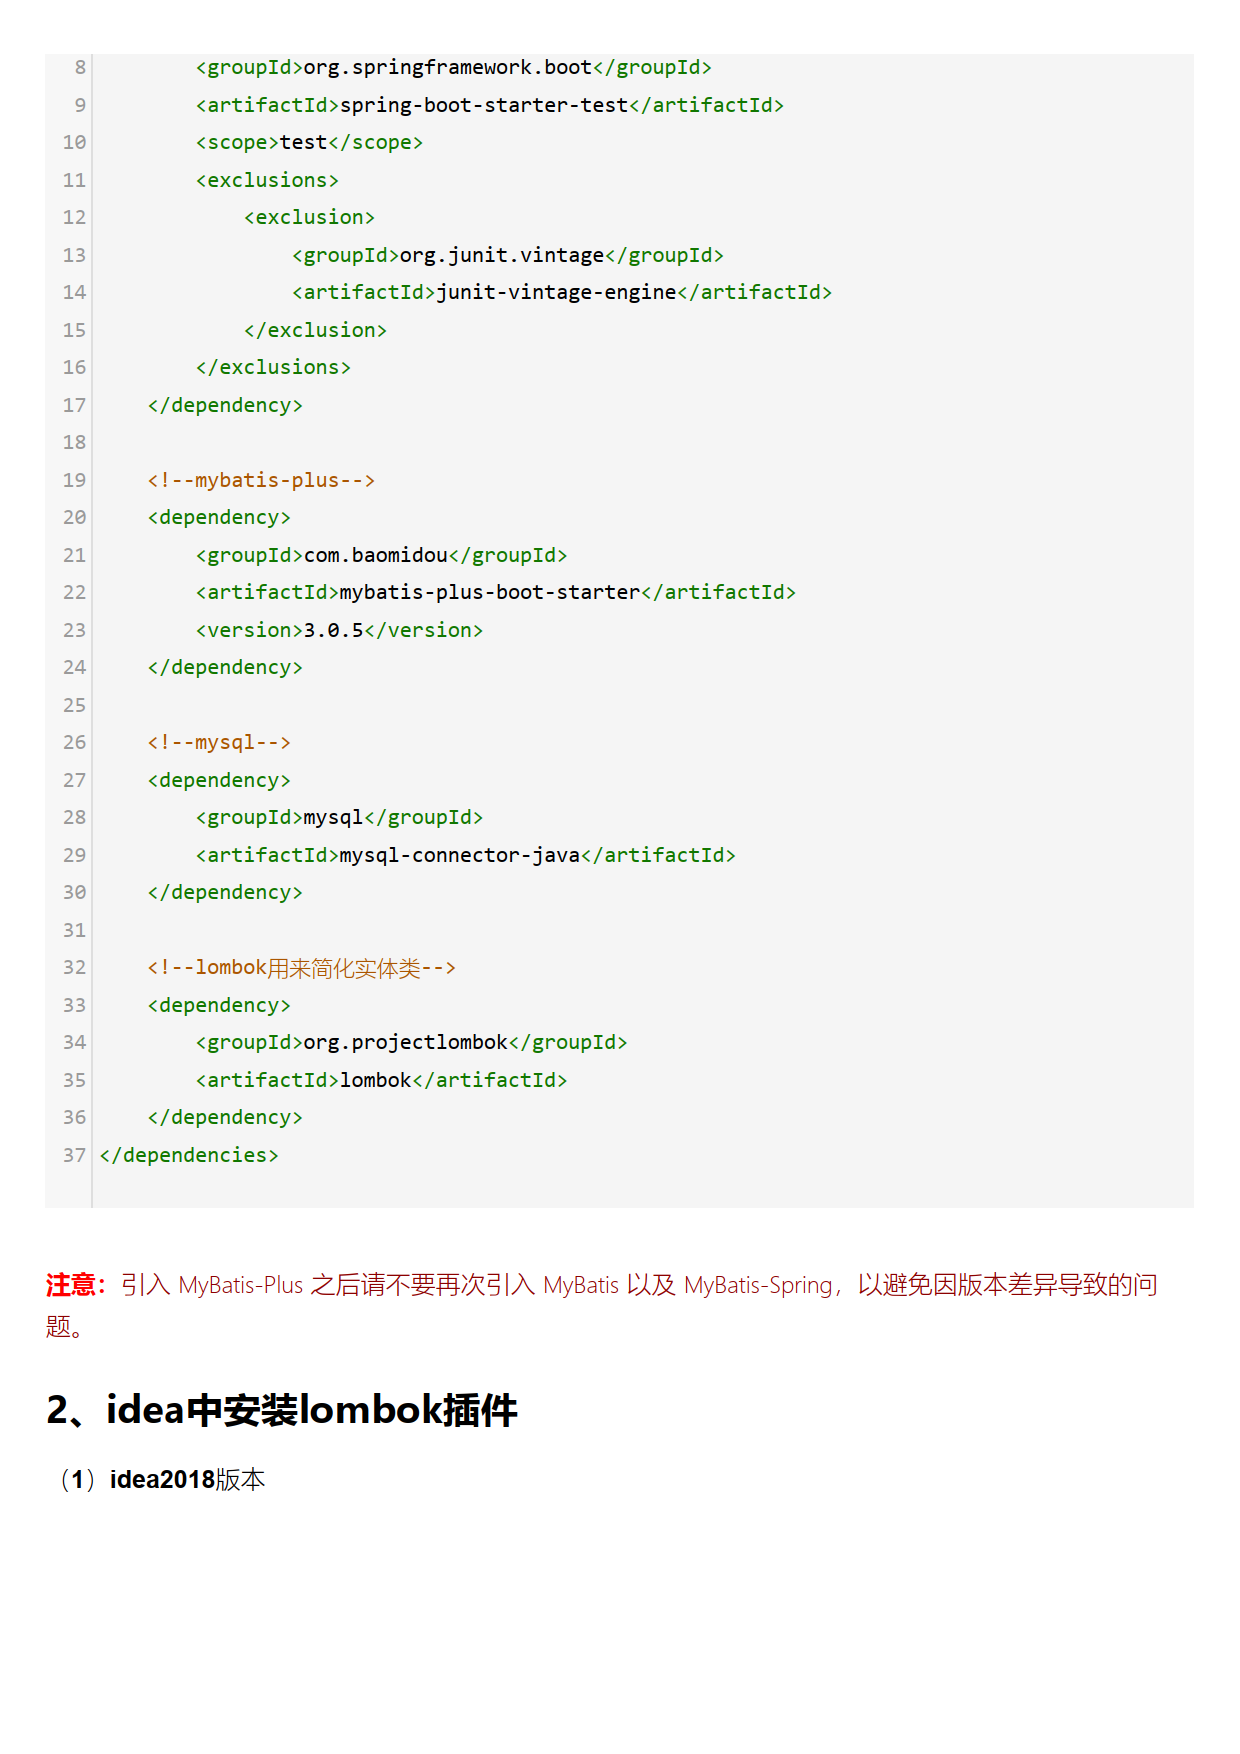 8         <groupId>org.springframework.boot</groupId>
9         <artifactId>spring-boot-starter-test</artifactId>
10         <scope>test</scope>
11         <exclusions>
12             <exclusion>
13                 <groupId>org.junit.vintage</groupId>
14                 <artifactId>junit-vintage-engine</artifactId>
15             </exclusion>
16         </exclusions>
17     </dependency>
18
19     <!--mybatis-plus-->
20     <dependency>
21         <groupId>com.baomidou</groupId>
22         <artifactId>mybatis-plus-boot-starter</artifactId>
23         <version>3.0.5</version>
24     </dependency>
25
26     <!--mysql-->
27     <dependency>
28         <groupId>mysql</groupId>
29         <artifactId>mysql-connector-java</artifactId>
30     </dependency>
31
32     <!--lombok用来简化实体类-->
33     <dependency>
34         <groupId>org.projectlombok</groupId>
35         <artifactId>lombok</artifactId>
36     </dependency>
37 </dependencies>
注意：引入 MyBatis-Plus 之后请不要再次引入 MyBatis 以及 MyBatis-Spring，以避免因版本差异导致的问
题。
2、idea中安装lombok插件
（1）idea2018版本